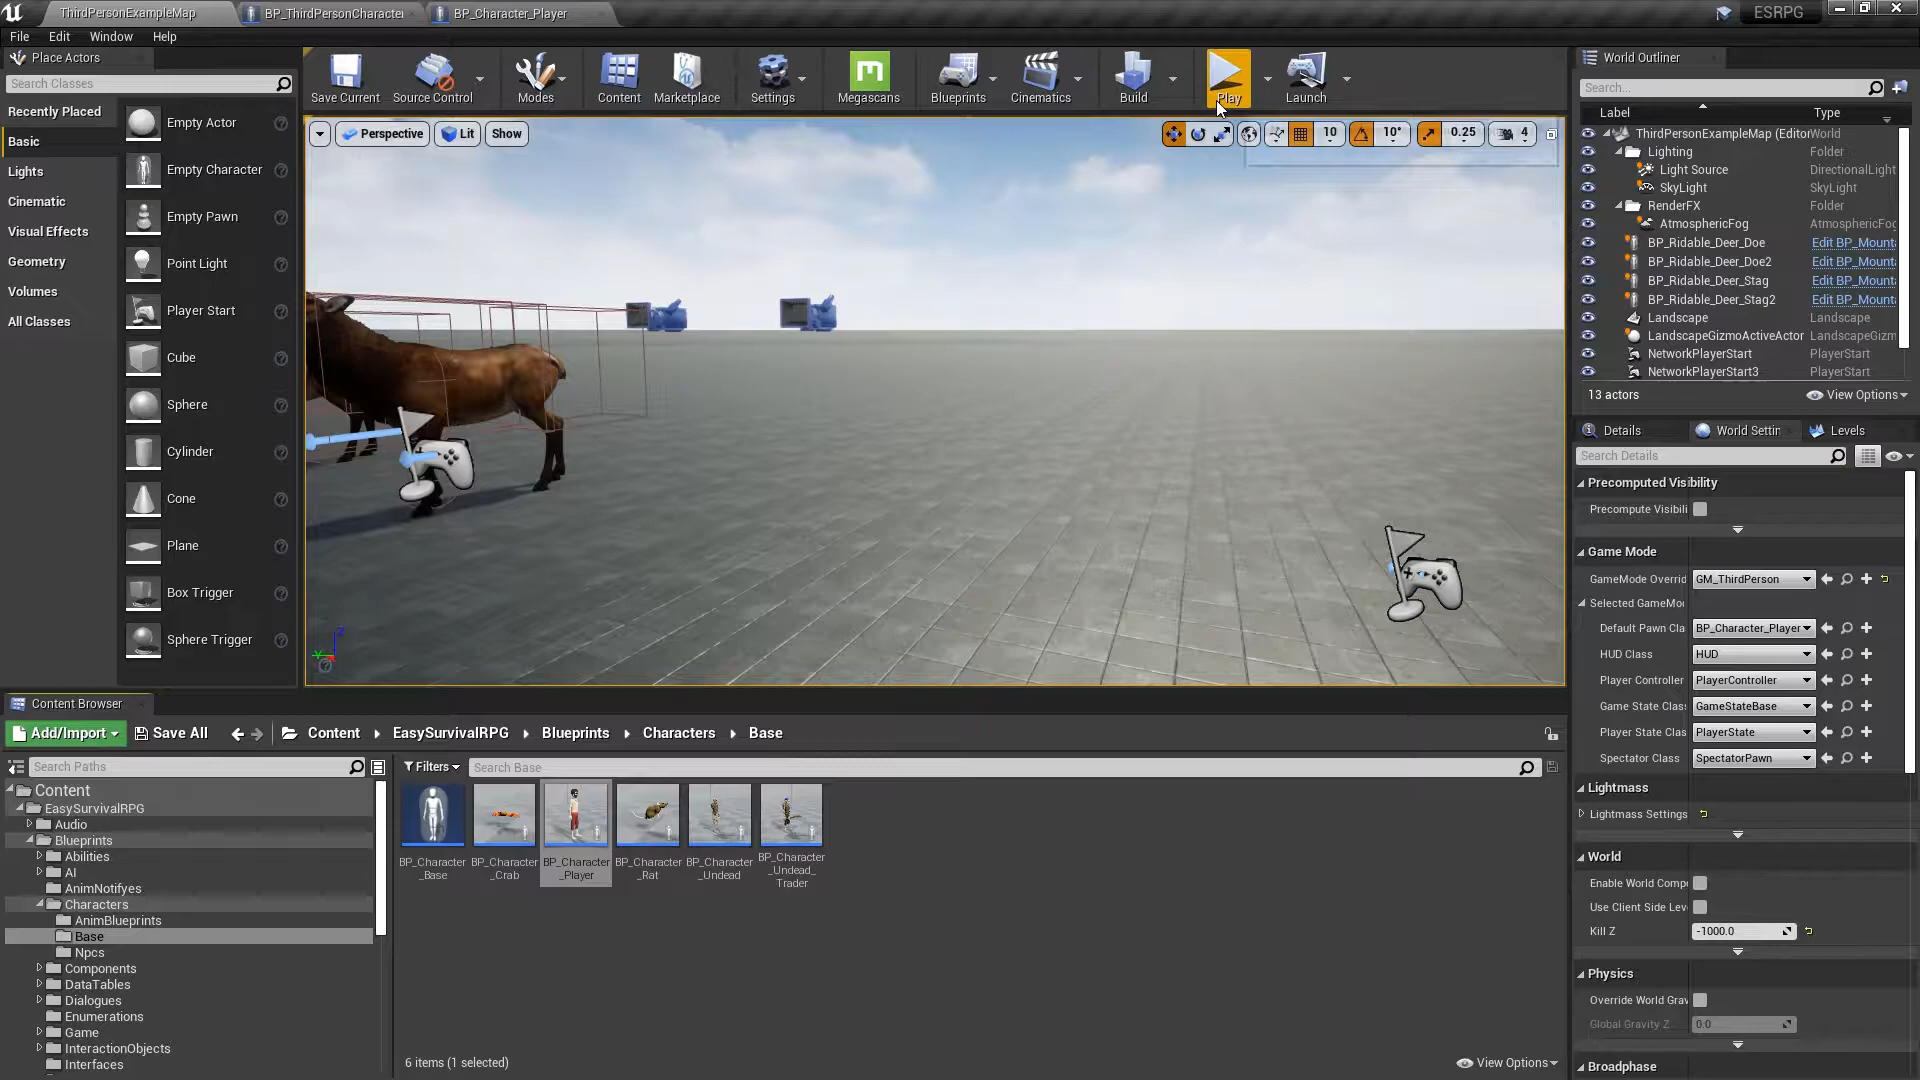 ThirdPersonExampleMap
BP_ThirdPersonCharacter
BP_Character_Player
ESRPG
File
Edit
Window
Help
Place Actors
Search Classes
Recently Placed
Basic
Lights
Cinematic
Visual Effects
Geometry
Volumes
All Classes
Empty Actor
Empty Character
Empty Pawn
Point Light
Player Start
Cube
Sphere
Cylinder
Cone
Plane
Box Trigger
Sphere Trigger
Save Current
Source Control
Modes
Content
Marketplace
Settings
Megascans
Blueprints
Cinematics
Build
Play
Launch
Perspective
Lit
Show
10
10°
0.25
4
World Outliner
Search...
Label
Type
ThirdPersonExampleMap (Editor World
Lighting Folder
Light Source DirectionalLight
SkyLight SkyLight
RenderFX Folder
AtmosphericFog AtmosphericFog
BP_Ridable_Deer_Doe Edit BP_Mount
BP_Ridable_Deer_Doe2 Edit BP_Mount
BP_Ridable_Deer_Stag Edit BP_Mount
BP_Ridable_Deer_Stag2 Edit BP_Mount
Landscape Landscape
LandscapeGizmoActiveActor LandscapeGizm
NetworkPlayerStart PlayerStart
NetworkPlayerStart3 PlayerStart
13 actors
View Options
Details
World Settin
Levels
Search Details
Precomputed Visibility
Precompute Visibili
Game Mode
GameMode Overrid GM_ThirdPerson
Selected GameMo
Default Pawn Cla BP_Character_Player
HUD Class HUD
Player Controller PlayerController
Game State Class GameStateBase
Player State Clas PlayerState
Spectator Class SpectatorPawn
Lightmass
Lightmass Settings
World
Enable World Compo
Use Client Side Lev
Kill Z -1000.0
Physics
Override World Grav
Global Gravity Z 0.0
Broadphase
Content Browser
Add/Import
Save All
Content
EasySurvivalRPG
Blueprints
Characters
Base
Search Paths
Filters
Search Base
Content
EasySurvivalRPG
Audio
Blueprints
Abilities
AI
AnimNotifyes
Characters
AnimBlueprints
Base
Npcs
Components
DataTables
Dialogues
Enumerations
Game
InteractionObjects
Interfaces
BP_Character
_Base
BP_Character
_Crab
BP_Character
_Player
BP_Character
_Rat
BP_Character
_Undead
BP_Character
_Undead_
Trader
6 items (1 selected)
View Options
Z
Y